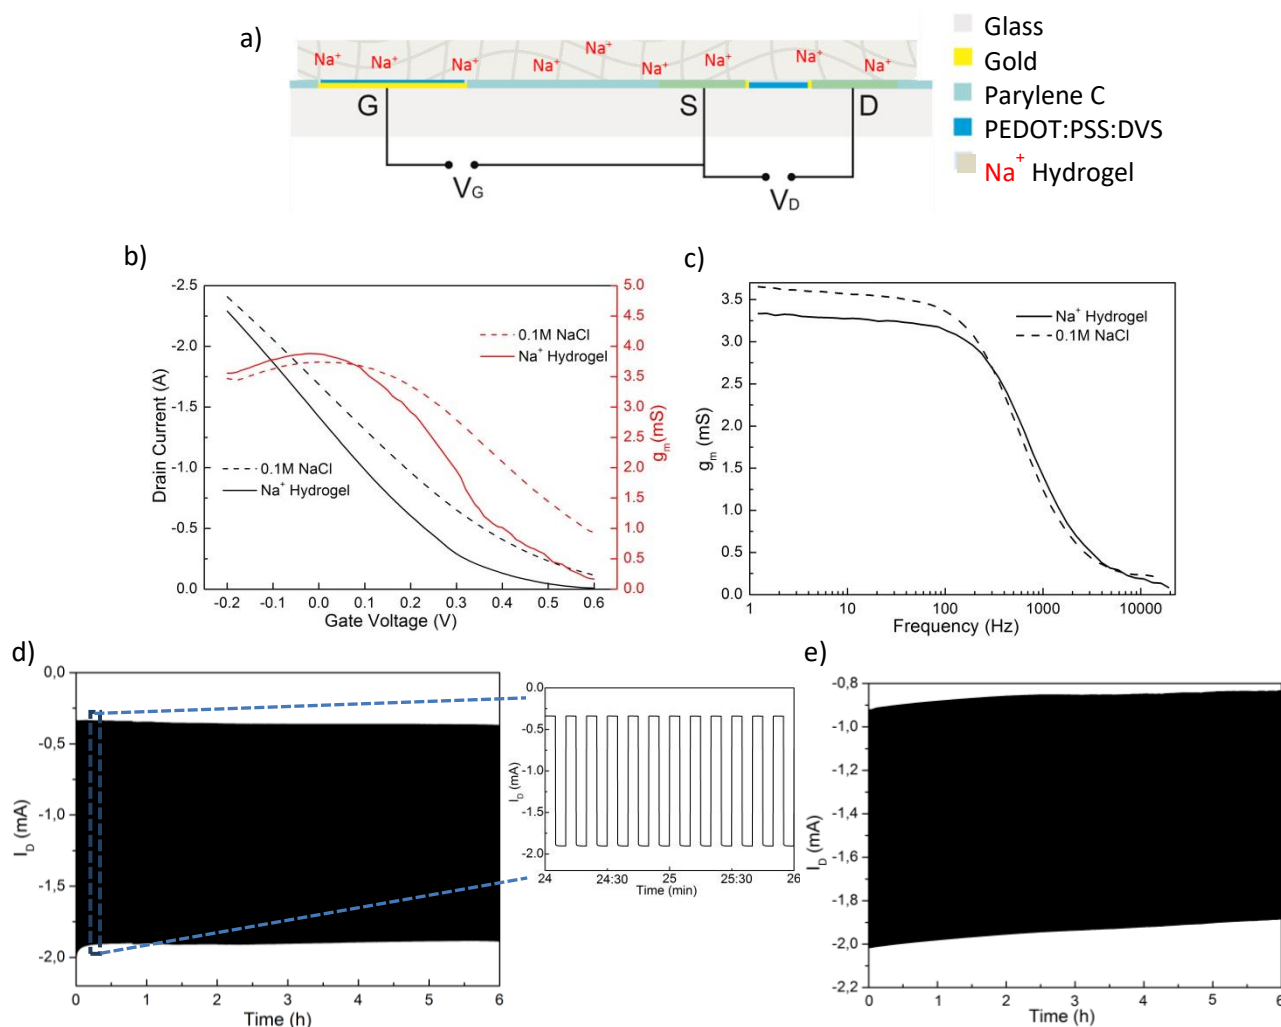 a)
Na⁺ Na⁺ Na⁺ Na⁺ Na⁺ Na⁺ Na⁺ Na⁺
G S D
V_G V_D
Glass
Gold
Parylene C
PEDOT:PSS:DVS
Na⁺ Hydrogel
b)
Drain Current (A)
-2.5
-2.0
-1.5
-1.0
-0.5
0.0
0.1M NaCl
Na⁺ Hydrogel
0.1M NaCl
Na⁺ Hydrogel
5.0
4.5
4.0
3.5
3.0
2.5
2.0
1.5
1.0
0.5
0.0
g_m(mS)
-0.2 -0.1 0.0 0.1 0.2 0.3 0.4 0.5 0.6
Gate Voltage (V)
c)
g_m (mS)
3.5
3.0
2.5
2.0
1.5
1.0
0.5
0.0
Na⁺ Hydrogel
0.1M NaCl
1 10 100 1000 10000
Frequency (Hz)
d)
I_D (mA)
0,0
-0,5
-1,0
-1,5
-2,0
0 1 2 3 4 5 6
Time (h)
I_D (mA)
0.0
-0.5
-1.0
-1.5
-2.0
24 24:30 25 25:30 26
Time (min)
e)
I_D (mA)
-0,8
-1,0
-1,2
-1,4
-1,6
-1,8
-2,0
-2,2
0 1 2 3 4 5 6
Time (h)